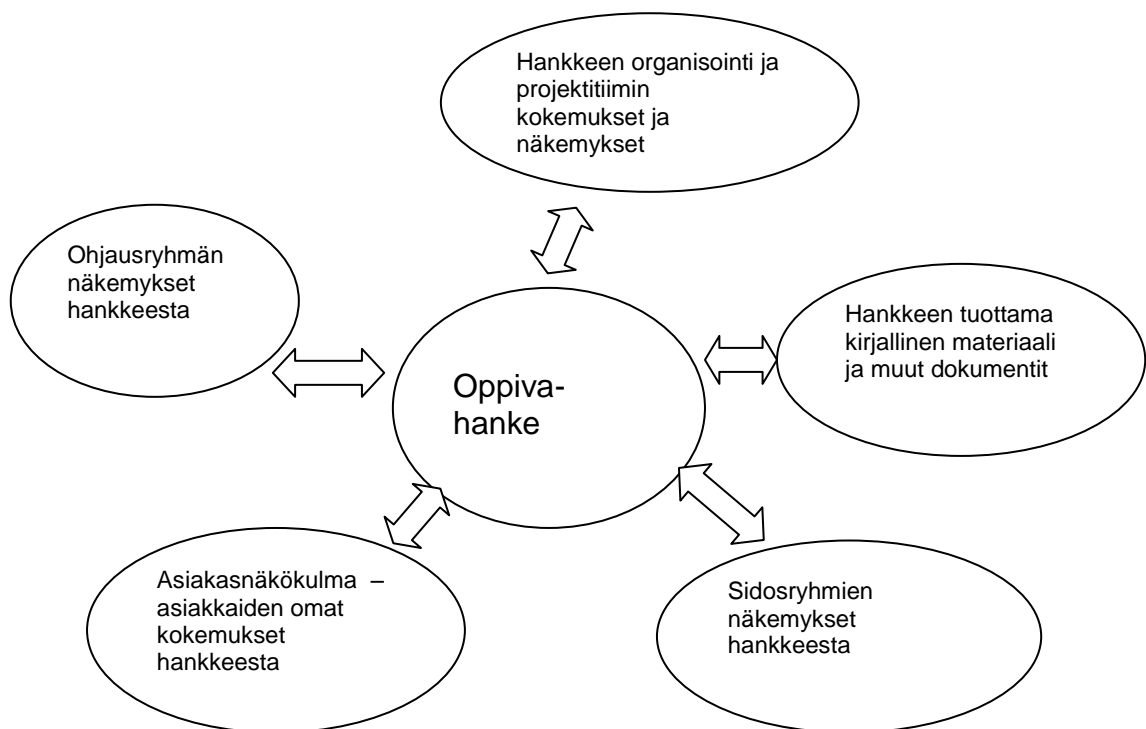 Hankkeen organisointi ja
projektitiimin
kokemukset ja
näkemykset
Ohjausryhmän
näkemykset
hankkeesta
Hankkeen tuottama
kirjallinen materiaali
ja muut dokumentit
Oppiva-
hanke
Asiakasnäkökulma –
asiakkaiden omat
kokemukset
hankkeesta
Sidosryhmien
näkemykset
hankkeesta